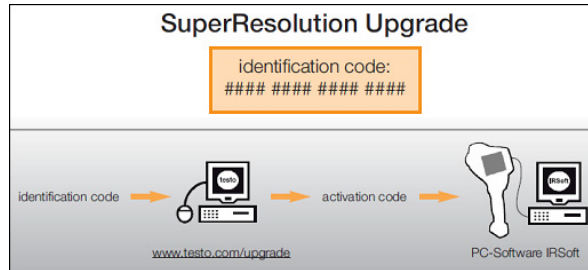 SuperResolution Upgrade
identification code:
#### #### #### ####
identification code
testo
activation code
IRSoft
www.testo.com/upgrade
PC-Software IRSoft